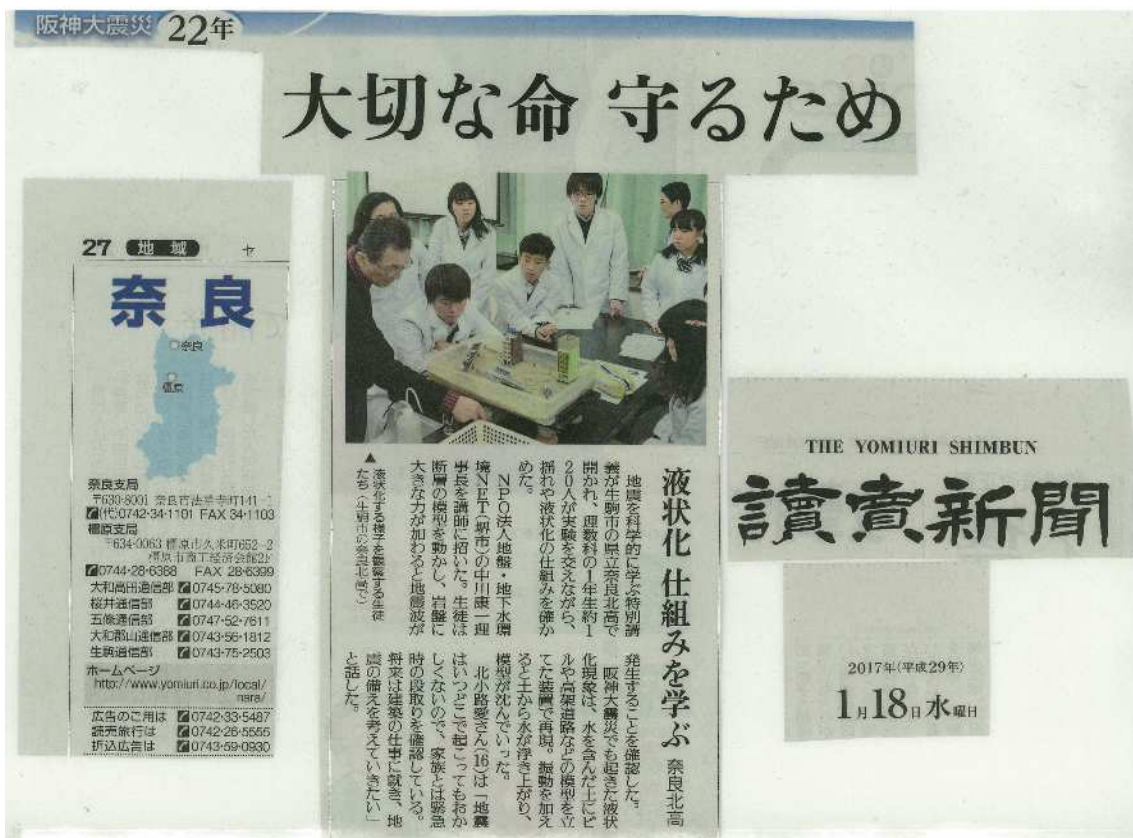 阪神大震災 22年
大切な命 守るため
27 地域 セ
奈良
奈良
橿原
奈良支局
〒630-8001 奈良市法華寺町141-1
(代)0742・34・1101 FAX 34・1103
橿原支局
〒634-0063 橿原市久米町652-2
橿原市商工経済会館2F
0744・28・6388 FAX 28・6399
大和高田通信部 0745・78・5080
桜井通信部 0744・46・3520
五條通信部 0747・52・7611
大和郡山通信部 0743・56・1812
生駒通信部 0743・75・2503
ホームページ
http://www.yomiuri.co.jp/local/
nara/
広告のご用は 0742・33・5487
読売旅行は 0742・26・5555
折込広告は 0743・59・0930
▲液状化する様子を観察する生徒
たち(生駒市の奈良北高で)
液状化 仕組みを学ぶ 奈良北高
地震を科学的に学ぶ特別講
義が生駒市の県立奈良北高で
開かれ、理数科の1年生約1
20人が実験を交えながら、
揺れや液状化の仕組みを確か
めた。
NPO法人地盤・地下水環
境NET(堺市)の中川康一理
事長を講師に招いた。生徒は
断層の模型を動かし、岩盤に
大きな力が加わると地震波が
発生することを確認した。
阪神大震災でも起きた液状
化現象は、水を含んだ土にビ
ルや高架道路などの模型を立
てた装置で再現。振動を加え
ると土から水が浮き上がり、
模型が沈んでいった。
北小路愛さん(16)は「地震
はいつどこで起こってもおか
しくないので、家族とは緊急
時の段取りを確認している。
将来は建築の仕事に就き、地
震の備えを考えていきたい」
と話した。
THE YOMIURI SHIMBUN
讀賣新聞
2017年(平成29年)
1月18日水曜日